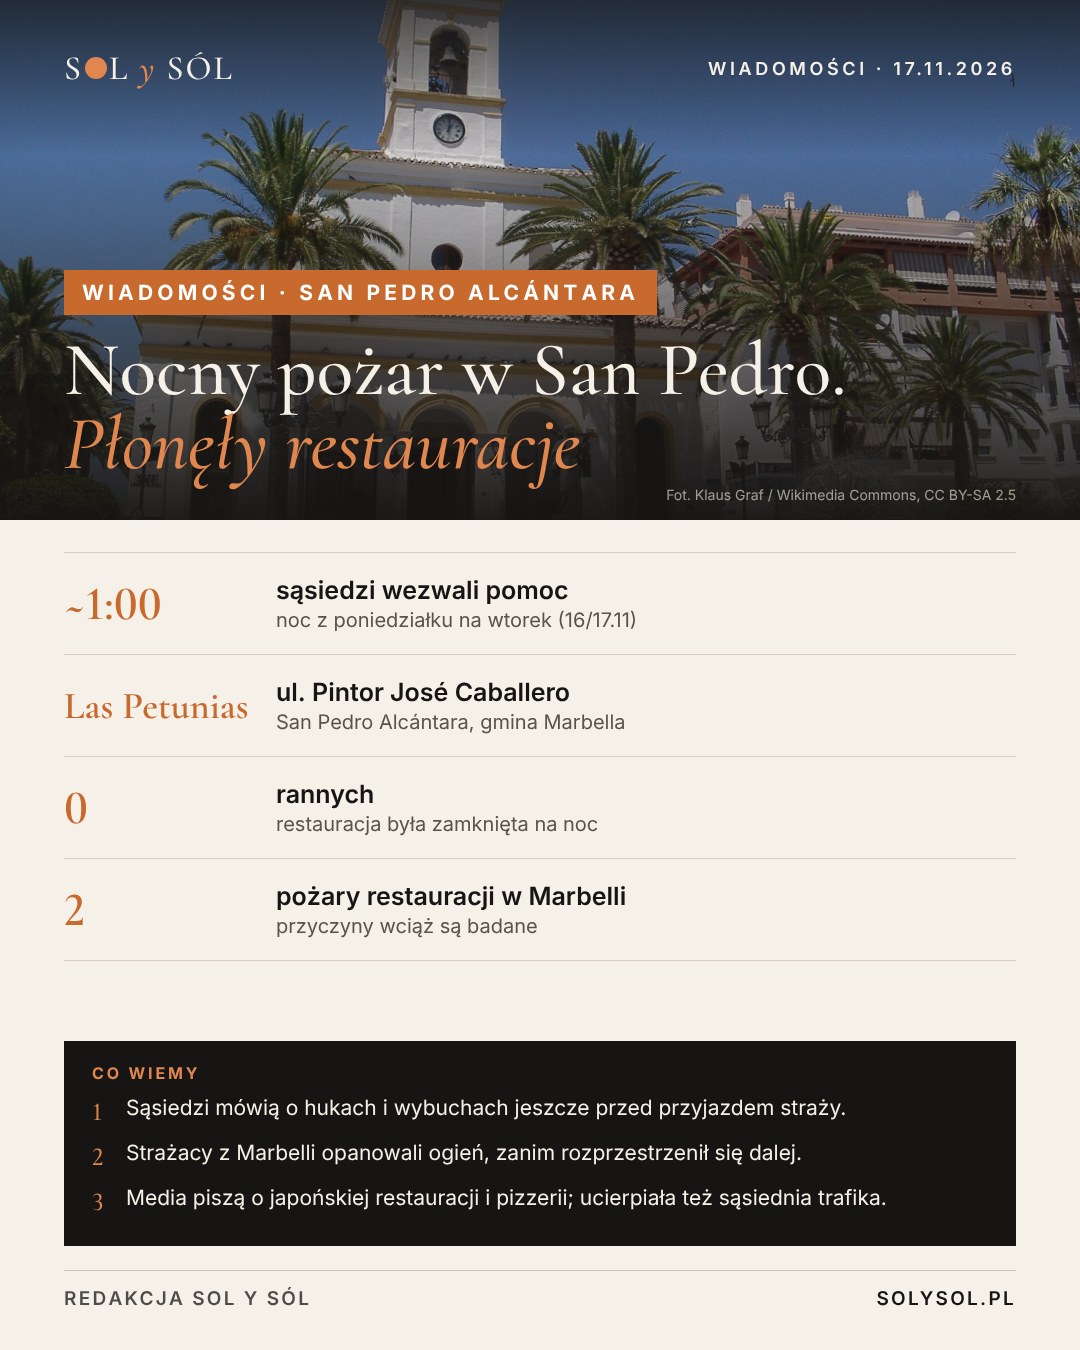 SOL y SÓL
WIADOMOŚCI · 17.11.2026
WIADOMOŚCI · SAN PEDRO ALCÁNTARA
Nocny pożar w San Pedro.
Płonęły restauracje
Fot. Klaus Graf / Wikimedia Commons, CC BY-SA 2.5
~1:00
sąsiedzi wezwali pomoc
noc z poniedziałku na wtorek (16/17.11)
Las Petunias
ul. Pintor José Caballero
San Pedro Alcántara, gmina Marbella
0
rannych
restauracja była zamknięta na noc
2
pożary restauracji w Marbelli
przyczyny wciąż są badane
CO WIEMY
1 Sąsiedzi mówią o hukach i wybuchach jeszcze przed przyjazdem straży.
2 Strażacy z Marbelli opanowali ogień, zanim rozprzestrzenił się dalej.
3 Media piszą o japońskiej restauracji i pizzerii; ucierpiała też sąsiednia trafika.
REDAKCJA SOL Y SÓL
SOLYSOL.PL